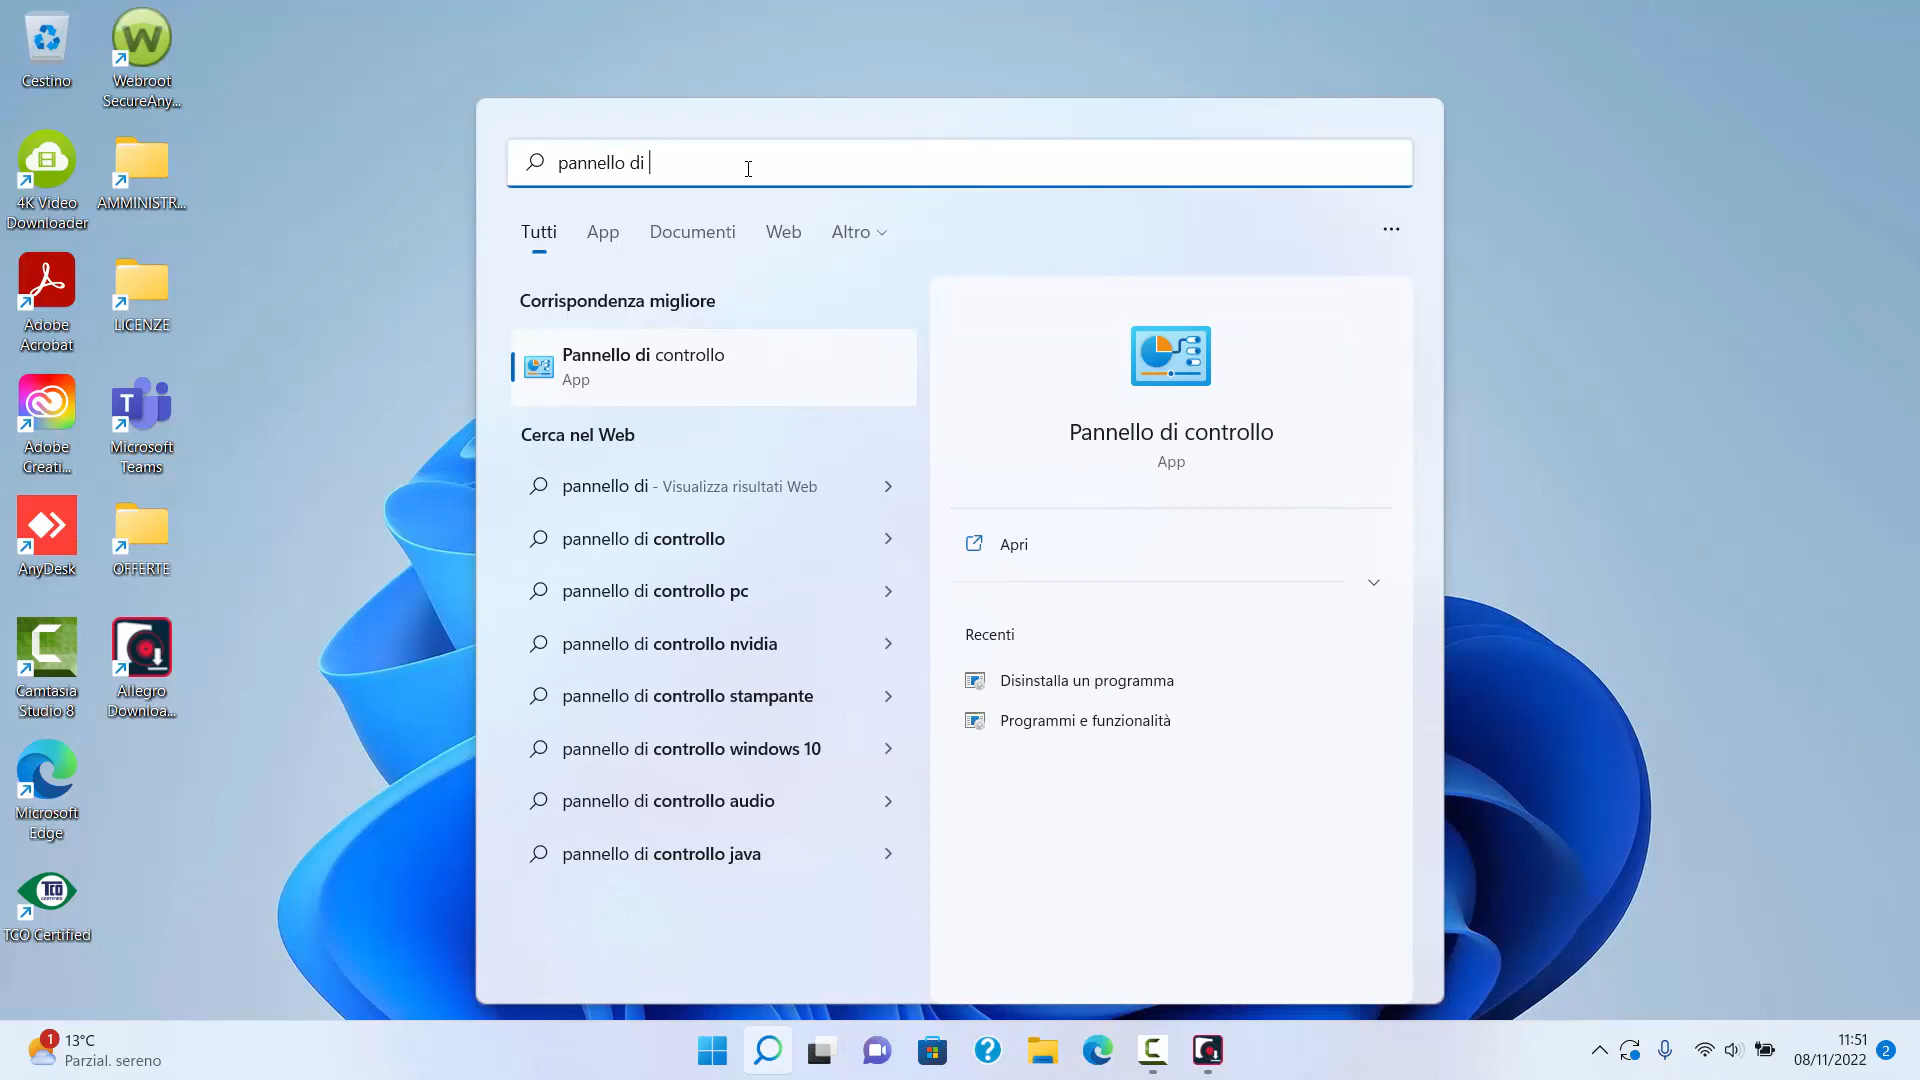 Cestino
Webroot
SecureAny...
4K Video
Downloader
AMMINISTR...
Adobe
Acrobat
LICENZE
Adobe
Creati...
Microsoft
Teams
AnyDesk
OFFERTE
Camtasia
Studio 8
Allegro
Downloa...
Microsoft
Edge
TCO Certified
pannello di
Tutti
App
Documenti
Web
Altro
Corrispondenza migliore
Pannello di controllo
App
Cerca nel Web
pannello di - Visualizza risultati Web
pannello di controllo
pannello di controllo pc
pannello di controllo nvidia
pannello di controllo stampante
pannello di controllo windows 10
pannello di controllo audio
pannello di controllo java
Pannello di controllo
App
Apri
Recenti
Disinstalla un programma
Programmi e funzionalità
1
13°C
Parzial. sereno
11:51
08/11/2022
2